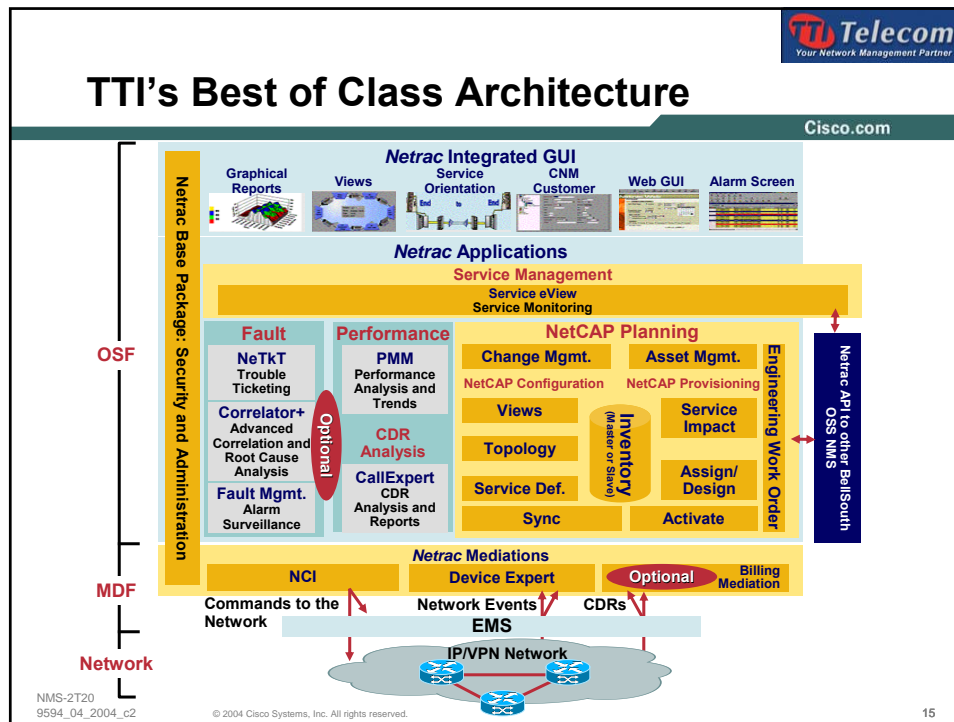 TTI Telecom
Your Network Management Partner
TTI's Best of Class Architecture
Cisco.com
OSF
MDF
Network
Netrac Base Package: Security and Administration
Netrac Integrated GUI
Graphical
Reports
Views
Service
Orientation
CNM
Customer
Web GUI
Alarm Screen
End
to
End
Netrac Applications
Service Management
Service eView
Service Monitoring
Fault
NeTkT
Trouble
Ticketing
Correlator+
Advanced
Correlation and
Root Cause
Analysis
Fault Mgmt.
Alarm
Surveillance
Optional
Performance
PMM
Performance
Analysis and
Trends
CDR
Analysis
CallExpert
CDR
Analysis and
Reports
NetCAP Planning
Change Mgmt.
Asset Mgmt.
NetCAP Configuration
NetCAP Provisioning
Views
Topology
Service Def.
Sync
Inventory
(Master or Slave)
Service
Impact
Assign/
Design
Activate
Engineering Work Order
Netrac API to other BellSouth
OSS NMS
Netrac Mediations
NCI
Device Expert
Optional
Billing
Mediation
Commands to the
Network
Network Events
CDRs
EMS
IP/VPN Network
NMS-2T20
9594_04_2004_c2
© 2004 Cisco Systems, Inc. All rights reserved.
15